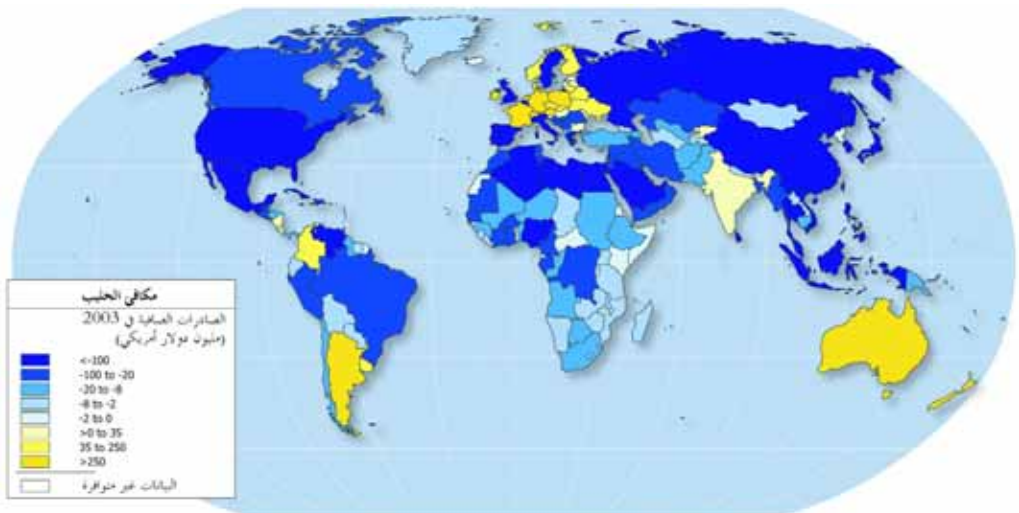 مكافئ الحليب
الصادرات الصافية في 2003
(مليون دولار أمريكي)
<-100
-100 to -20
-20 to -8
-8 to -2
-2 to 0
>0 to 35
35 to 250
>250
البيانات غير متوافرة